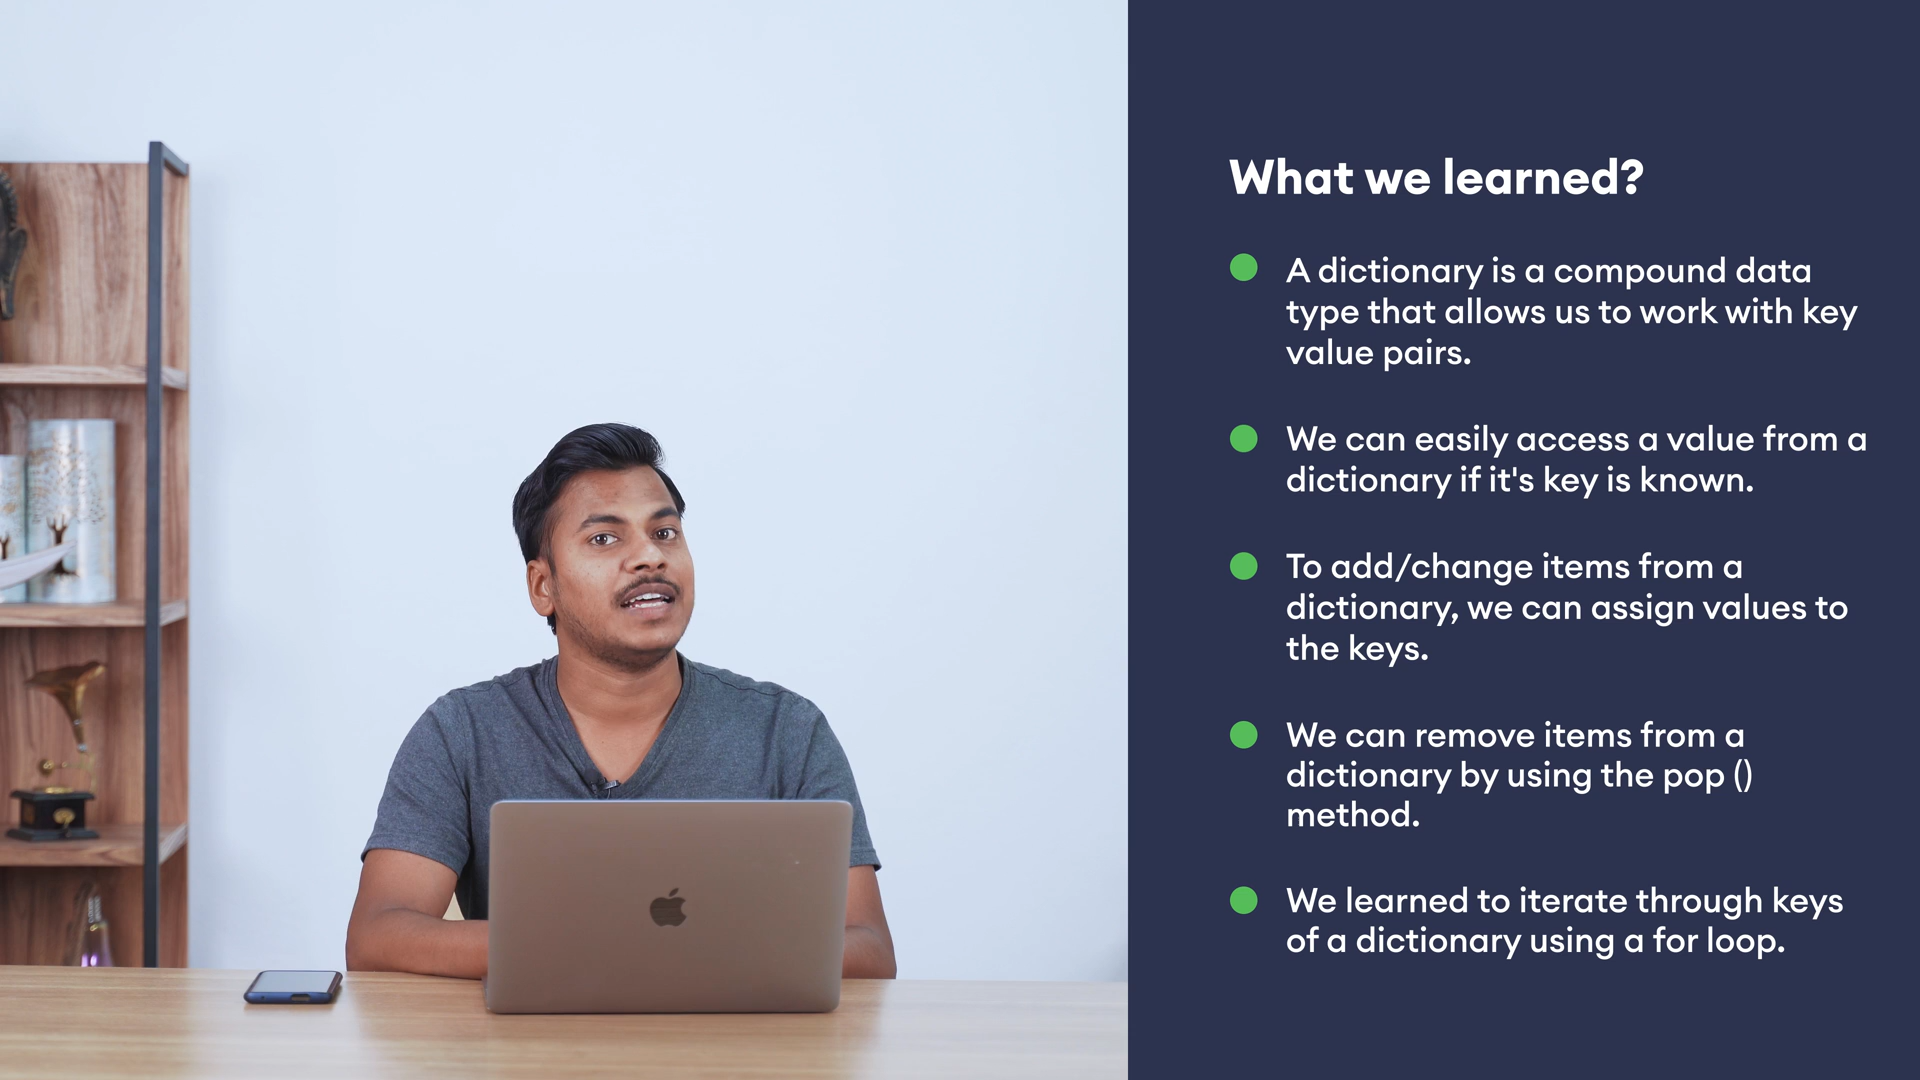 What we learned?
A dictionary is a compound data
type that allows us to work with key
value pairs.
We can easily access a value from a
dictionary if it's key is known.
To add/change items from a
dictionary, we can assign values to
the keys.
We can remove items from a
dictionary by using the pop ()
method.
We learned to iterate through keys
of a dictionary using a for loop.